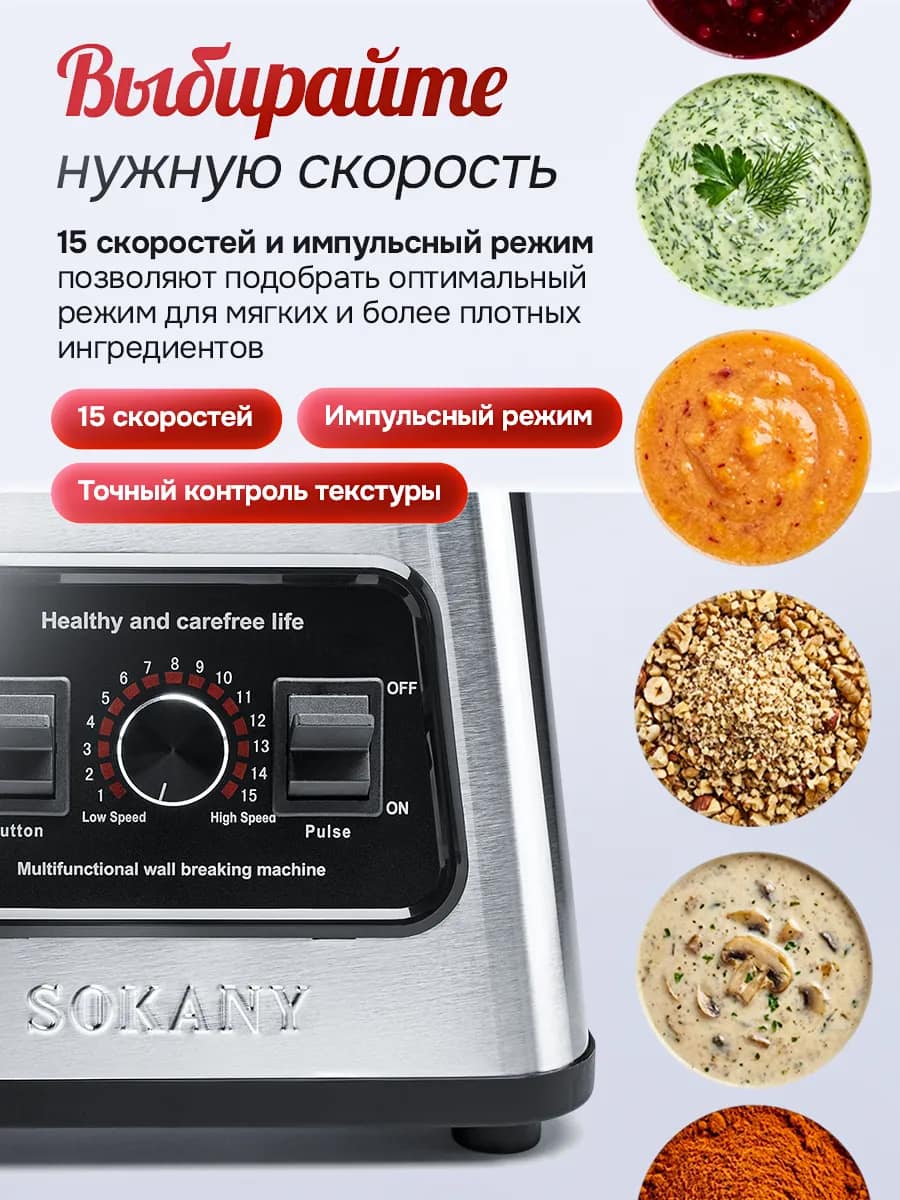 Выбирайте
нужную скорость
15 скоростей и импульсный режим
позволяют подобрать оптимальный
режим для мягких и более плотных
ингредиентов
15 скоростей
Импульсный режим
Точный контроль текстуры
Healthy and carefree life
1 2 3 4 5 6 7 8 9 10 11 12 13 14 15
Low Speed
High Speed
OFF
ON
utton
Pulse
Multifunctional wall breaking machine
SOKANY